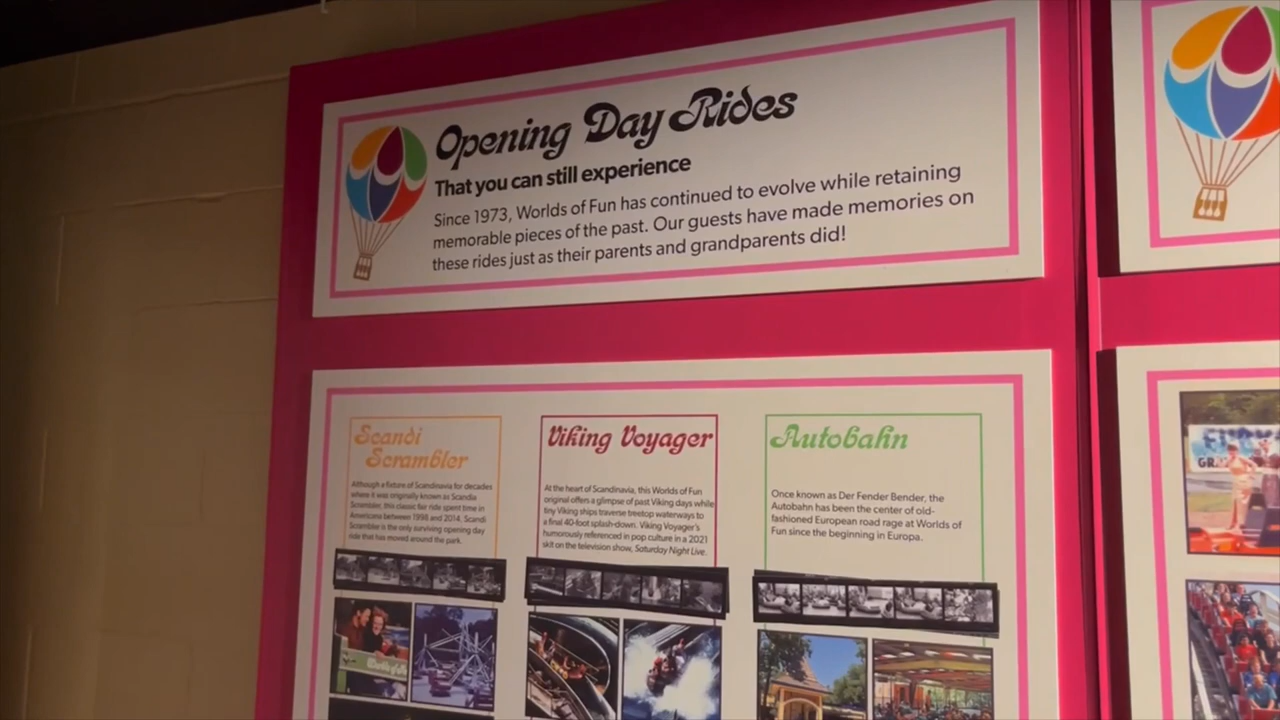 Opening Day Rides
That you can still experience
Since 1973, Worlds of Fun has continued to evolve while retaining
memorable pieces of the past. Our guests have made memories on
these rides just as their parents and grandparents did!
Scandi
Scrambler
Although a fixture of Scandinavia for decades
where it was originally known as Scandia
Scrambler, this classic fair ride spent time in
Americana between 1998 and 2014. Scandi
Scramble is the only surviving opening day
ride that has moved around the park.
Viking Voyager
At the heart of Scandinavia, this Worlds of Fun
original offers a glimpse of past Viking days while
tiny Viking ships traverse treetop waterways to
a final 40-foot splash-down. Viking Voyager's
humorously referenced in pop culture in a 2021
skit on the television show, Saturday Night Live.
Autobahn
Once known as Der Fender Bender, the
Autobahn has been the center of old-
fashioned European road rage at Worlds of
Fun since the beginning in Europa.